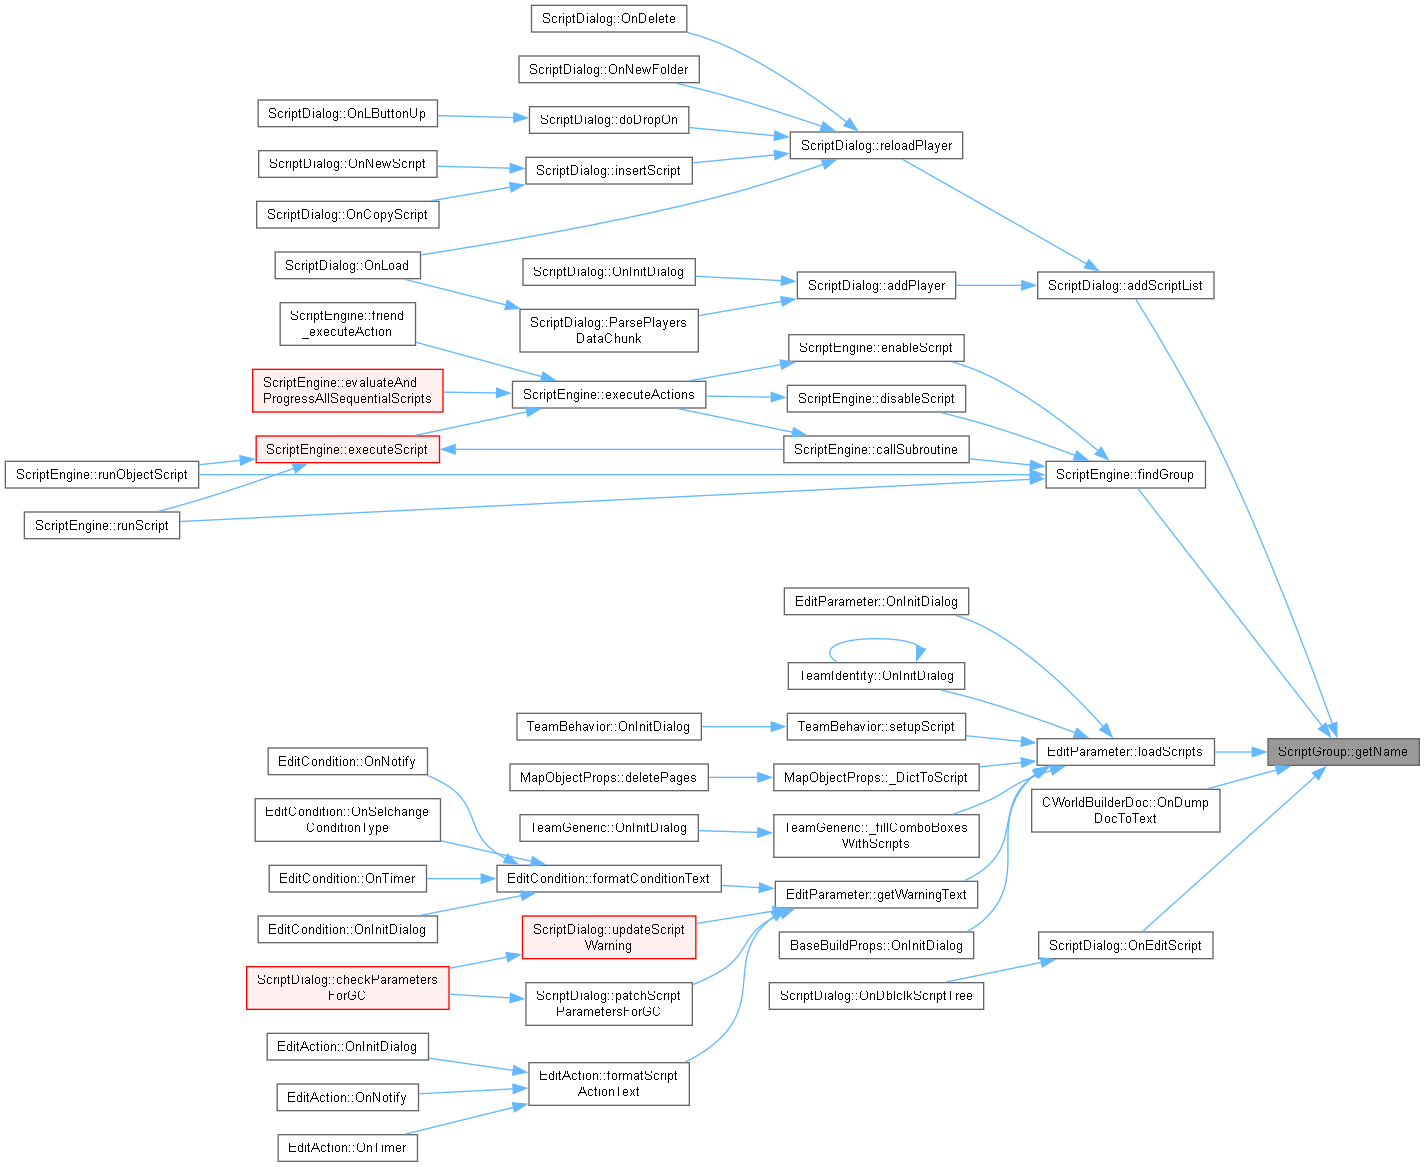 ScriptDialog::OnDelete
ScriptDialog::OnNewFolder
ScriptDialog::OnLButtonUp
ScriptDialog::doDropOn
ScriptDialog::reloadPlayer
ScriptDialog::OnNewScript
ScriptDialog::insertScript
ScriptDialog::OnCopyScript
ScriptDialog::OnLoad
ScriptDialog::OnInitDialog
ScriptDialog::addPlayer
ScriptDialog::addScriptList
ScriptEngine::friend
_executeAction
ScriptDialog::ParsePlayers
DataChunk
ScriptEngine::enableScript
ScriptEngine::evaluateAnd
ProgressAllSequentialScripts
ScriptEngine::executeActions
ScriptEngine::disableScript
ScriptEngine::executeScript
ScriptEngine::callSubroutine
ScriptEngine::runObjectScript
ScriptEngine::findGroup
ScriptEngine::runScript
EditParameter::OnInitDialog
TeamIdentity::OnInitDialog
TeamBehavior::OnInitDialog
TeamBehavior::setupScript
EditParameter::loadScripts
ScriptGroup::getName
EditCondition::OnNotify
MapObjectProps::deletePages
MapObjectProps::_DictToScript
CWorldBuilderDoc::OnDump
DocToText
EditCondition::OnSelchange
ConditionType
TeamGeneric::OnInitDialog
TeamGeneric::_fillComboBoxes
WithScripts
EditCondition::OnTimer
EditCondition::formatConditionText
EditParameter::getWarningText
EditCondition::OnInitDialog
ScriptDialog::updateScript
Warning
BaseBuildProps::OnInitDialog
ScriptDialog::OnEditScript
ScriptDialog::checkParameters
ForGC
ScriptDialog::patchScript
ParametersForGC
ScriptDialog::OnDblclkScriptTree
EditAction::OnInitDialog
EditAction::formatScript
ActionText
EditAction::OnNotify
EditAction::OnTimer